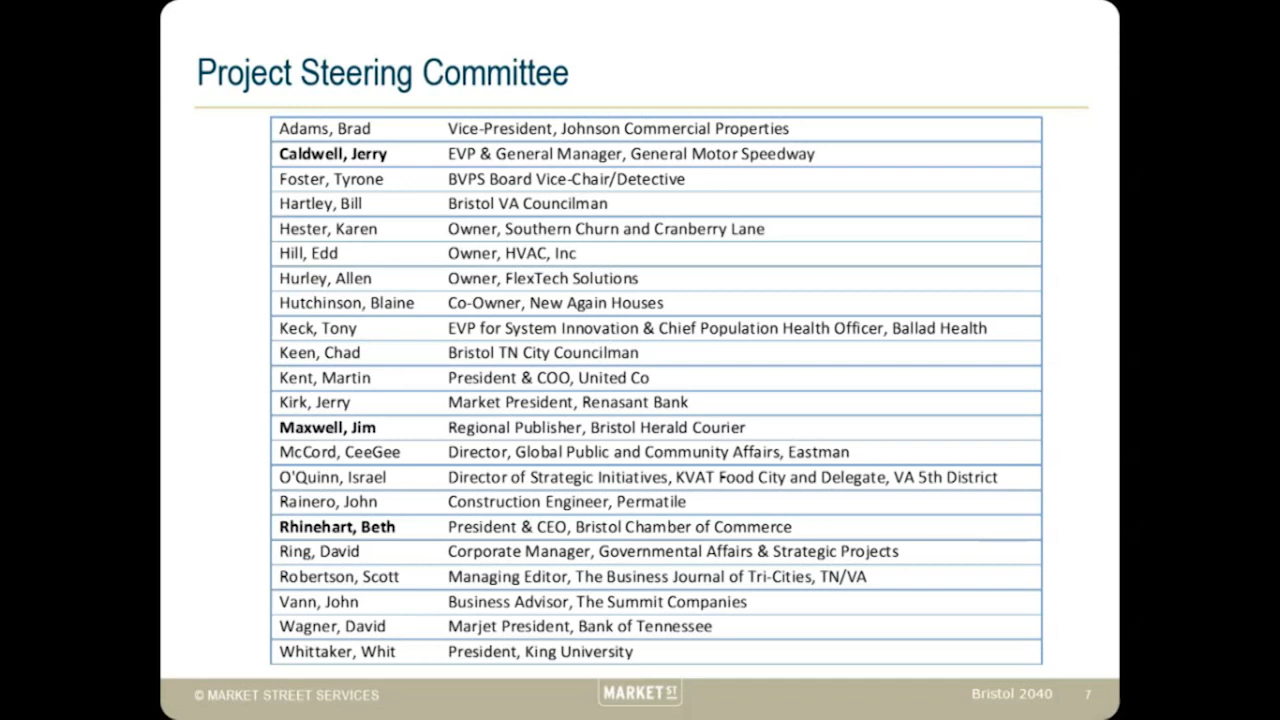 Project Steering Committee
Adams, Brad Vice-President, Johnson Commercial Properties
Caldwell, Jerry EVP & General Manager, General Motor Speedway
Foster, Tyrone BVPS Board Vice-Chair/Detective
Hartley, Bill Bristol VA Councilman
Hester, Karen Owner, Southern Churn and Cranberry Lane
Hill, Edd Owner, HVAC, Inc
Hurley, Allen Owner, FlexTech Solutions
Hutchinson, Blaine Co-Owner, New Again Houses
Keck, Tony EVP for System Innovation & Chief Population Health Officer, Ballad Health
Keen, Chad Bristol TN City Councilman
Kent, Martin President & COO, United Co
Kirk, Jerry Market President, Renasant Bank
Maxwell, Jim Regional Publisher, Bristol Herald Courier
McCord, CeeGee Director, Global Public and Community Affairs, Eastman
O'Quinn, Israel Director of Strategic Initiatives, KVAT Food City and Delegate, VA 5th District
Rainero, John Construction Engineer, Permatile
Rhinehart, Beth President & CEO, Bristol Chamber of Commerce
Ring, David Corporate Manager, Governmental Affairs & Strategic Projects
Robertson, Scott Managing Editor, The Business Journal of Tri-Cities, TN/VA
Vann, John Business Advisor, The Summit Companies
Wagner, David Marjet President, Bank of Tennessee
Whittaker, Whit President, King University
© MARKET STREET SERVICES MARKET ST Bristol 2040 7